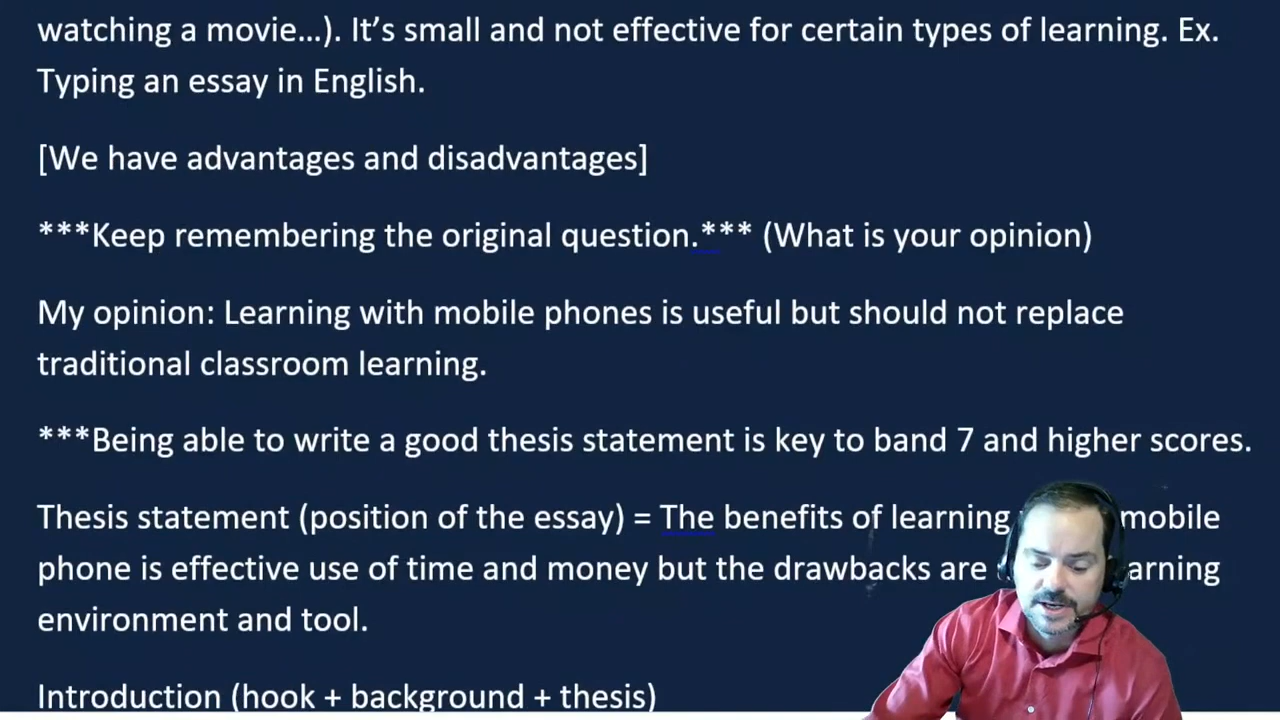 watching a movie…). It’s small and not effective for certain types of learning. Ex.
Typing an essay in English.
[We have advantages and disadvantages]
***Keep remembering the original question.*** (What is your opinion)
My opinion: Learning with mobile phones is useful but should not replace
traditional classroom learning.
***Being able to write a good thesis statement is key to band 7 and higher scores.
Thesis statement (position of the essay) = The benefits of learning mobile
phone is effective use of time and money but the drawbacks are
environment and tool.
Introduction (hook + background + thesis)